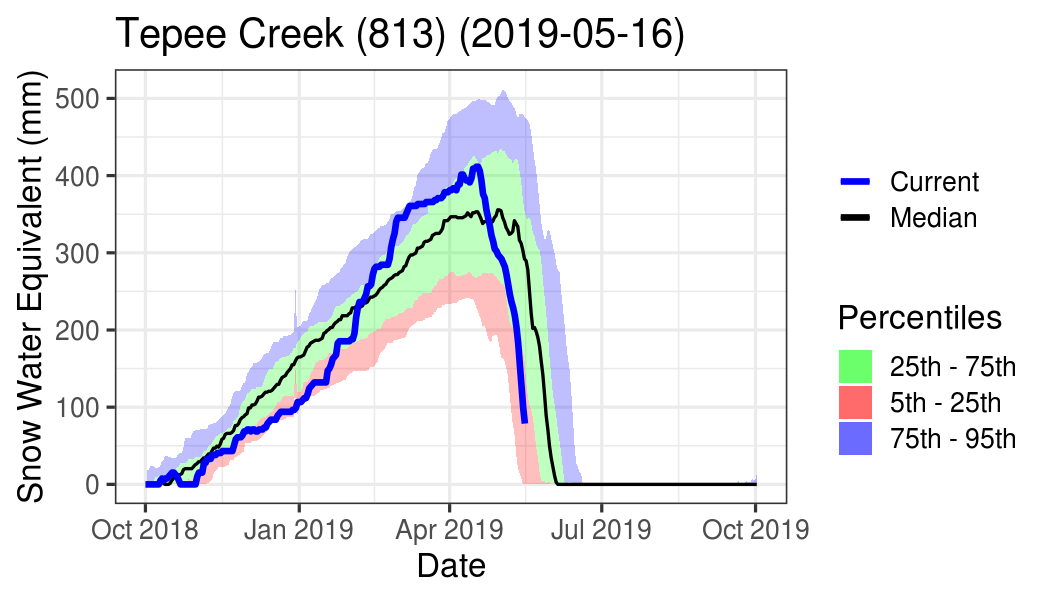 Tepee Creek (813) (2019-05-16)
Snow Water Equivalent (mm)
500
400
300
200
100
0
Oct 2018 Jan 2019 Apr 2019 Jul 2019 Oct 2019
Date
Current
Median
Percentiles
25th - 75th
5th - 25th
75th - 95th